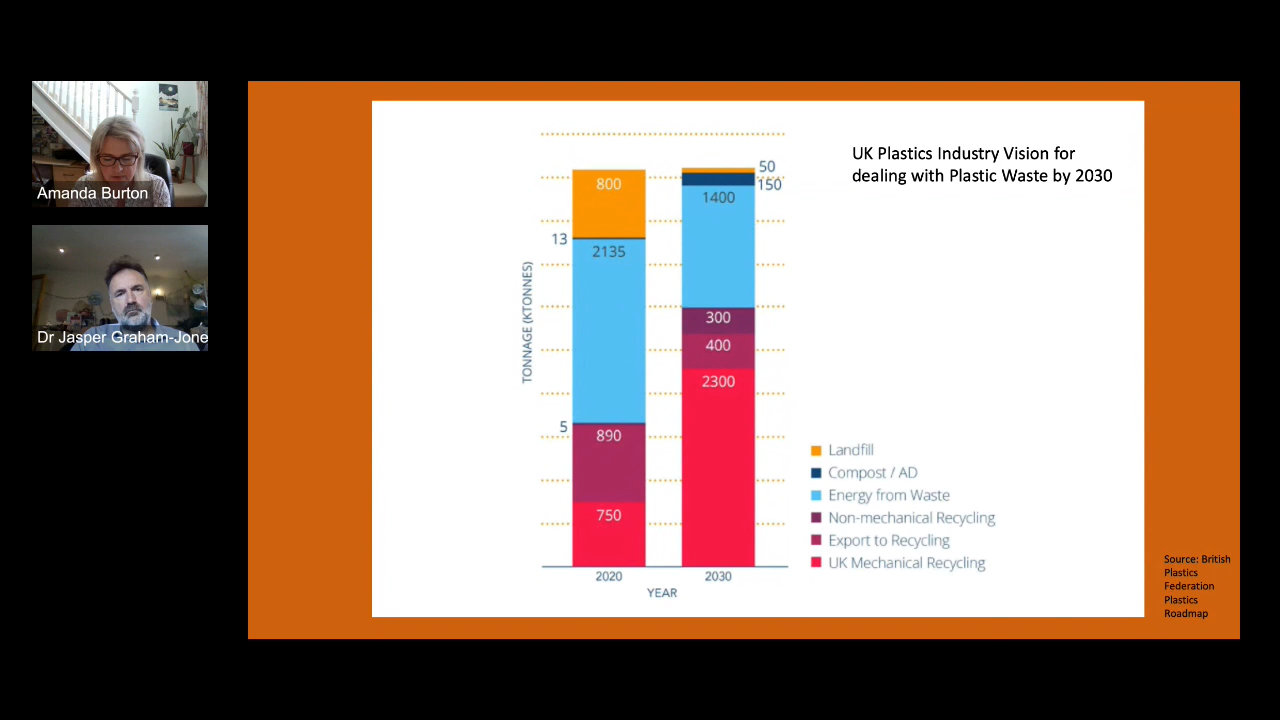 Amanda Burton
Dr Jasper Graham-Jone
UK Plastics Industry Vision for
dealing with Plastic Waste by 2030
TONNAGE (KTONNES)
800
13
2135
5
890
750
50
150
1400
300
400
2300
2020
2030
YEAR
Landfill
Compost / AD
Energy from Waste
Non-mechanical Recycling
Export to Recycling
UK Mechanical Recycling
Source: British
Plastics
Federation
Plastics
Roadmap